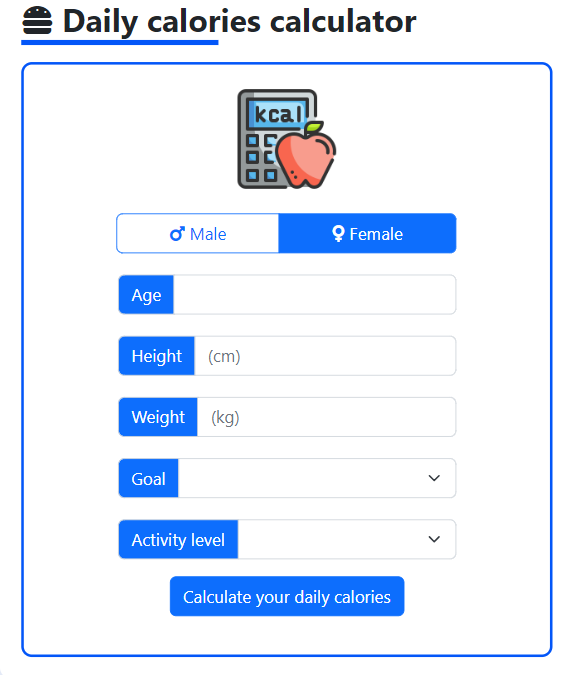 Daily calories calculator
kcal
Male Female
Age
Height (cm)
Weight (kg)
Goal
Activity level
Calculate your daily calories